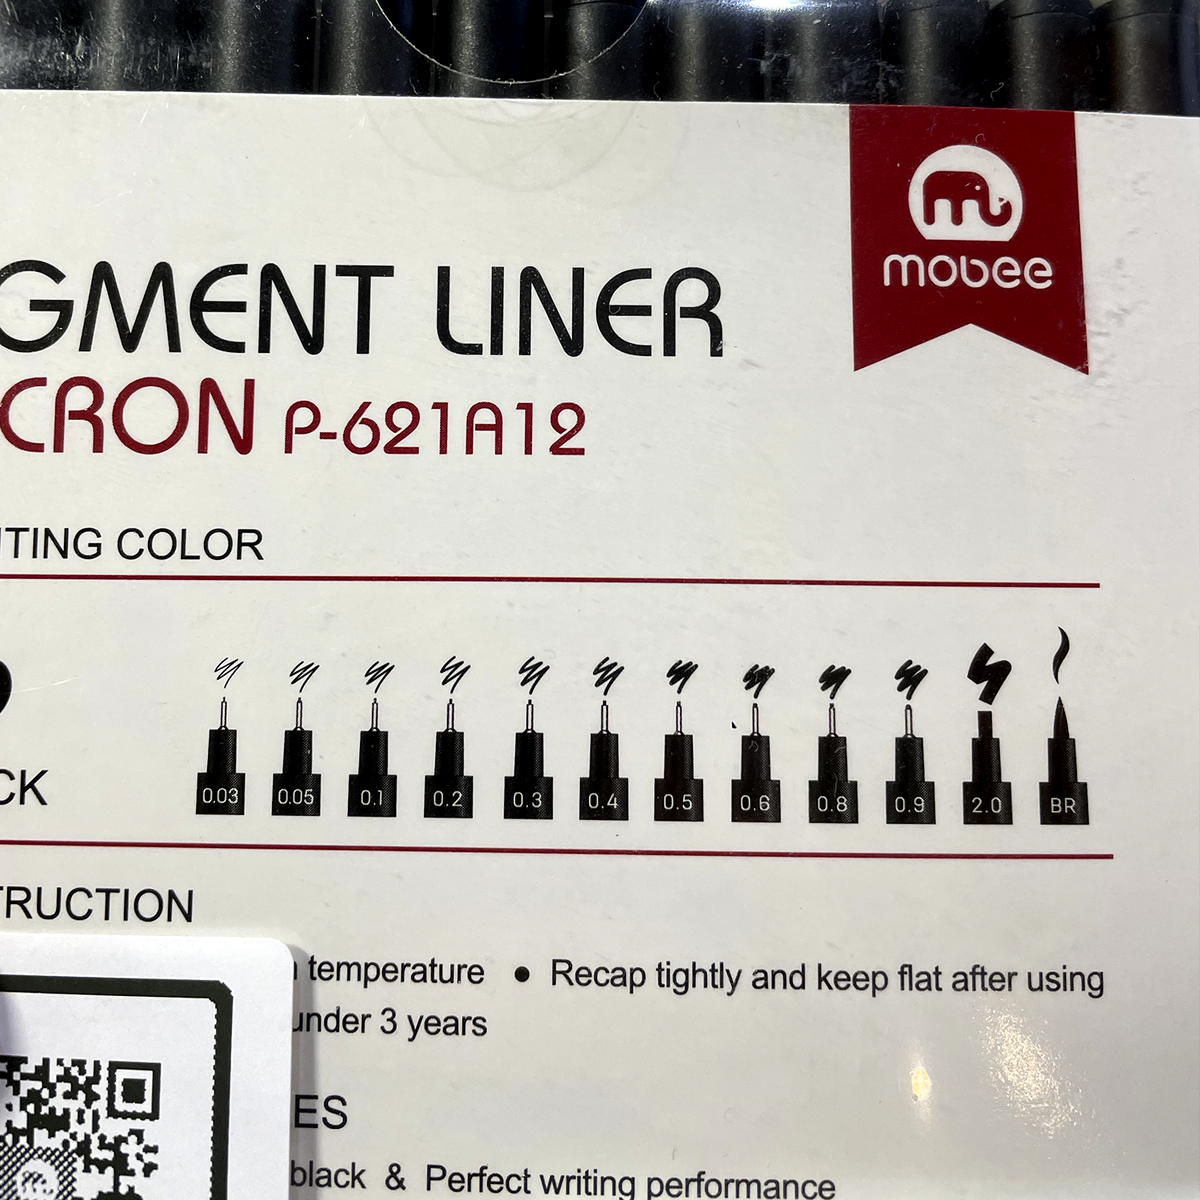 mobee
GMENT LINER
CRON P-621A12
ITING COLOR
0.03 0.05 0.1 0.2 0.3 0.4 0.5 0.6 0.8 0.9 2.0 BR
CK
TRUCTION
temperature • Recap tightly and keep flat after using
under 3 years
ES
black & Perfect writing performance